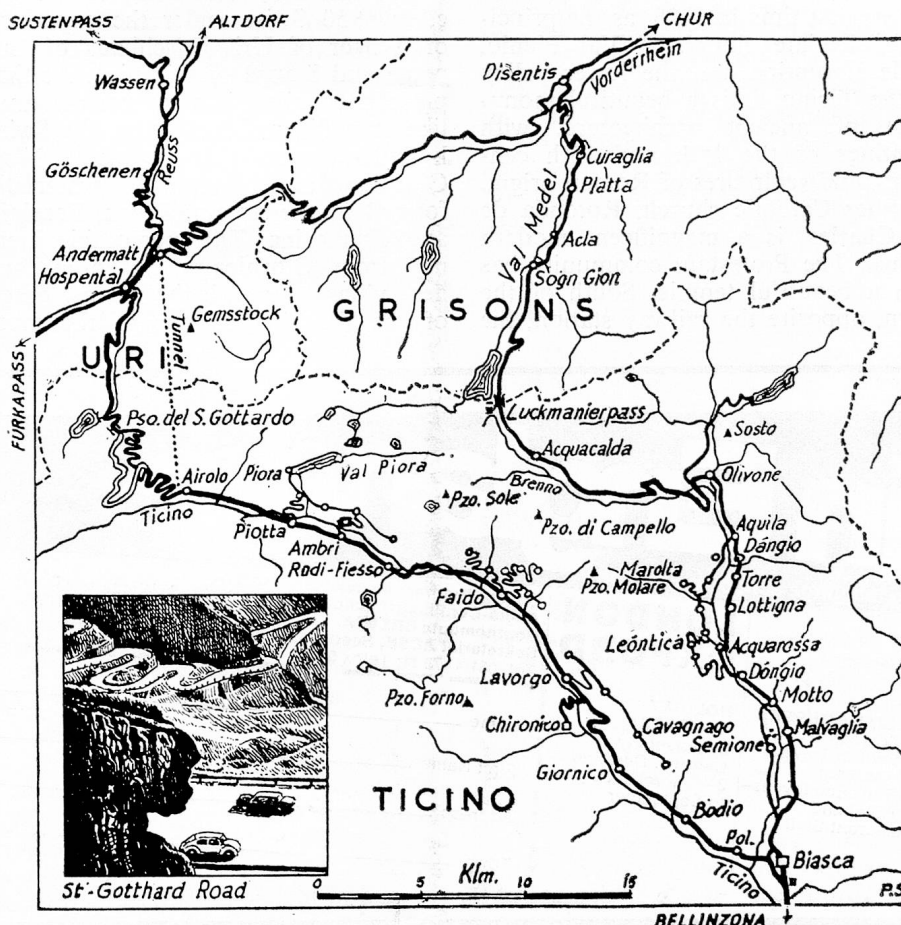 SUSTENPASS
ALTDORF
CHUR
Wassen
Disentis
Vorderrhein
Reuss
Göschenen
Curaglia
Platta
Val Medel
Andermatt
Hospental
Acla
Sogn Gion
Gemsstock
GRISONS
Tunnel
URI
FURKAPASS
Pso. del S. Gottardo
Luckmanierpass
Sosto
Airolo
Piora
Val Piora
Acquacalda
Olivone
Ticino
Brenno
Pzo. Sole
Piotta
Pzo. di Campello
Aquila
Ambri
Dángio
Rodi-Fiesso
Marolta
Pzo. Molare
Torre
Faido
Lottigna
Leóntica
Acquarossa
Dóngio
Lavorgo
Motto
Pzo. Forno
Chironico
Cavagnago
Malvaglia
Semione
Giornico
TICINO
Bodio
Pol.
Biasca
Ticino
St-Gotthard Road
Klm.
0 5 10 15
P.S
BELLINZONA